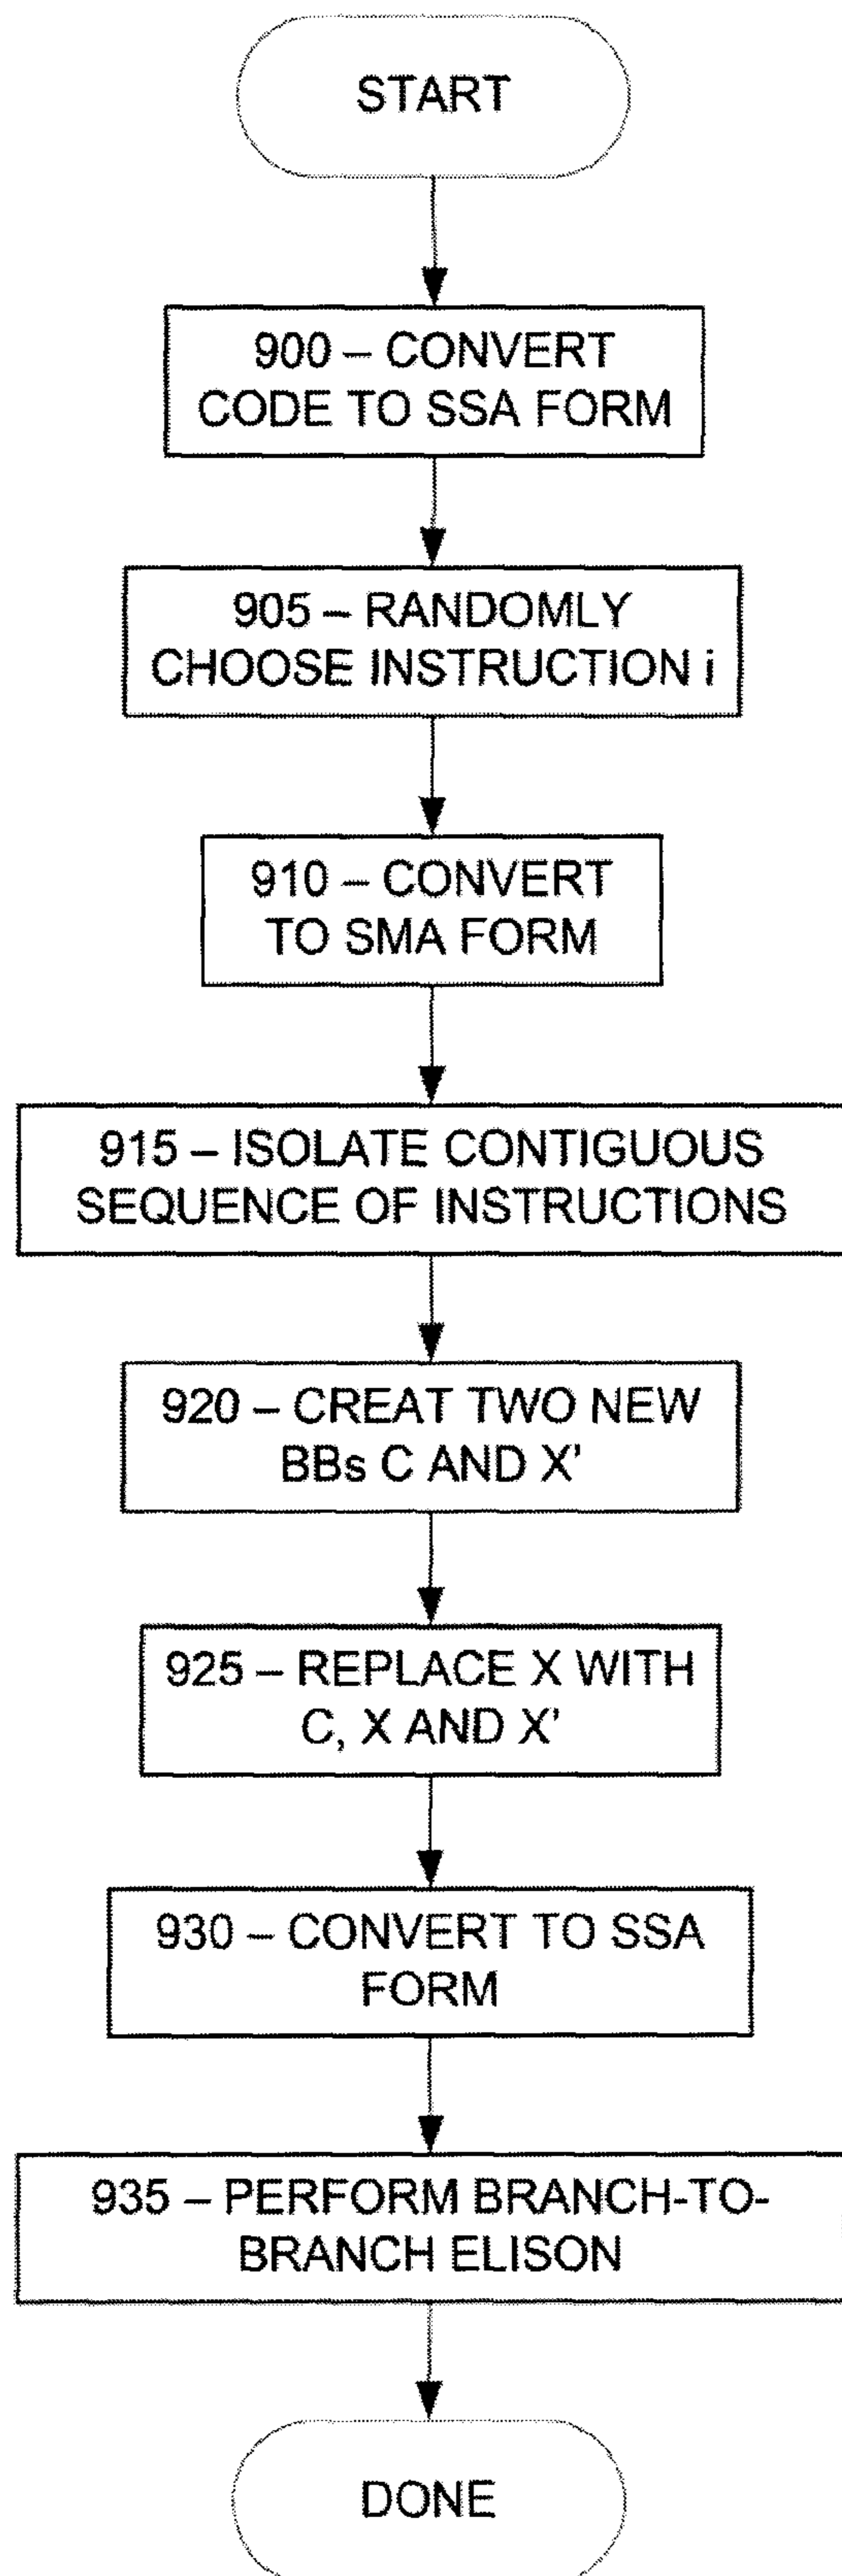 START
900 – CONVERT
CODE TO SSA FORM
905 – RANDOMLY
CHOOSE INSTRUCTION i
910 – CONVERT
TO SMA FORM
915 – ISOLATE CONTIGUOUS
SEQUENCE OF INSTRUCTIONS
920 – CREAT TWO NEW
BBs C AND X’
925 – REPLACE X WITH
C, X AND X’
930 – CONVERT TO SSA
FORM
935 – PERFORM BRANCH-TO-
BRANCH ELISON
DONE